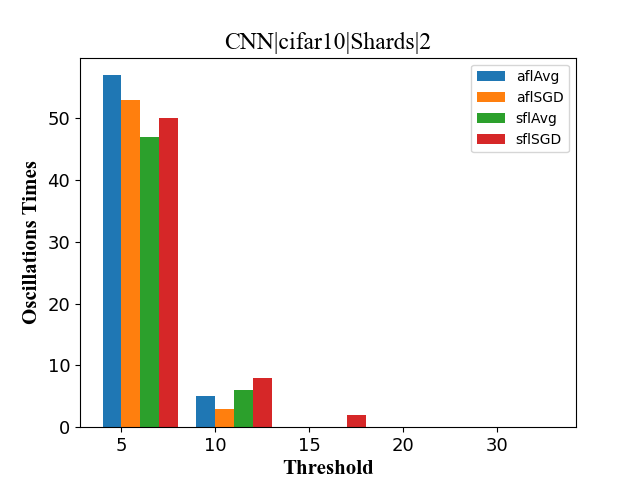 CNN|cifar10|Shards|2
aflAvg
aflSGD
sflAvg
sflSGD
Oscillations Times
50
40
30
20
10
0
5
10
15
20
30
Threshold